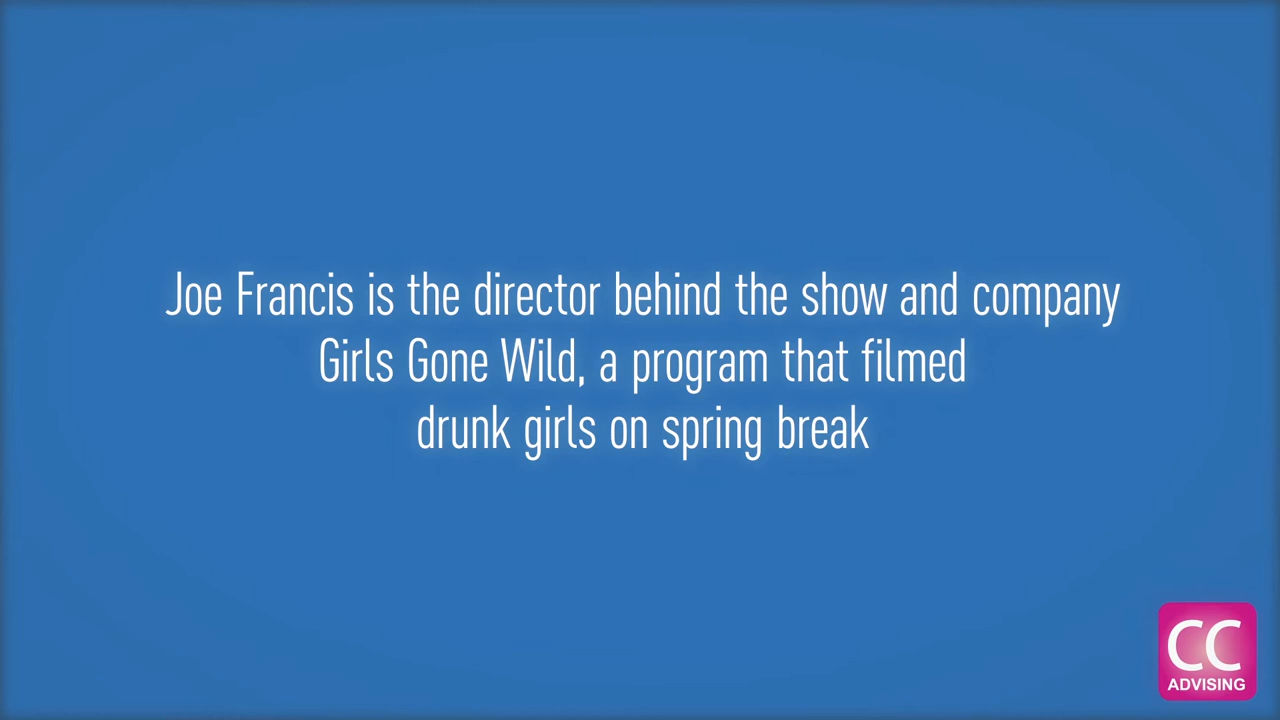 Joe Francis is the director behind the show and company
Girls Gone Wild, a program that filmed
drunk girls on spring break
CC
ADVISING